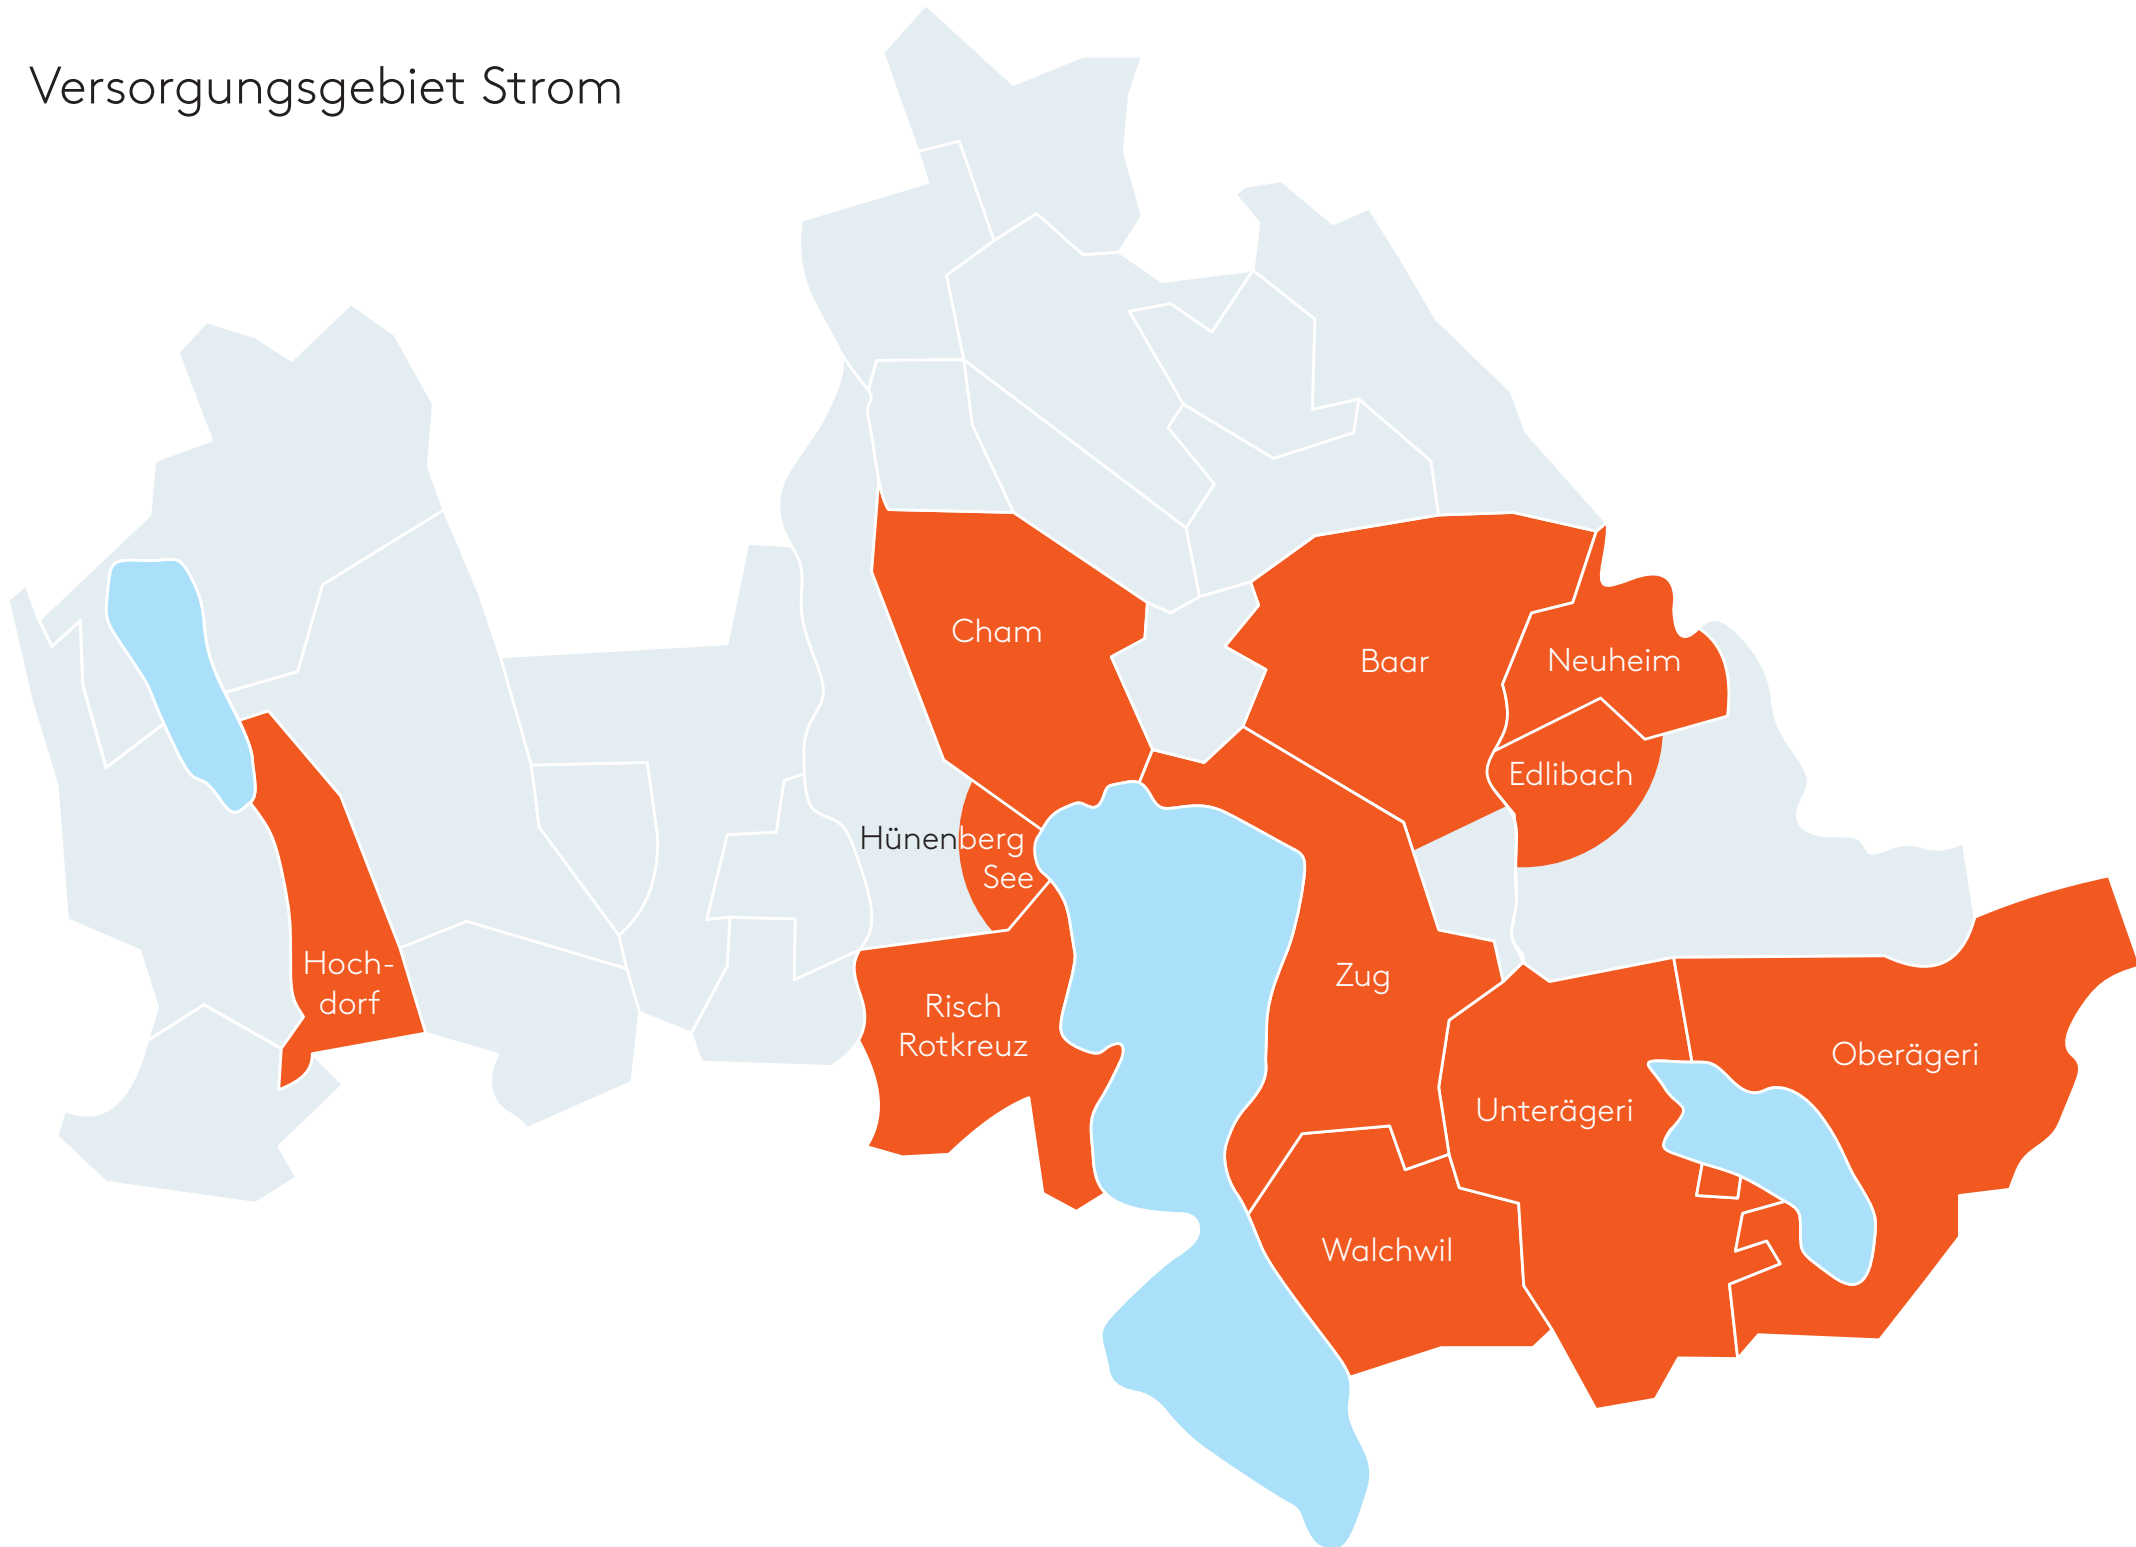 Versorgungsgebiet Strom
Cham
Baar
Neuheim
Edlibach
Hünenberg
See
Hoch-
dorf
Zug
Risch
Rotkreuz
Oberägeri
Unterägeri
Walchwil